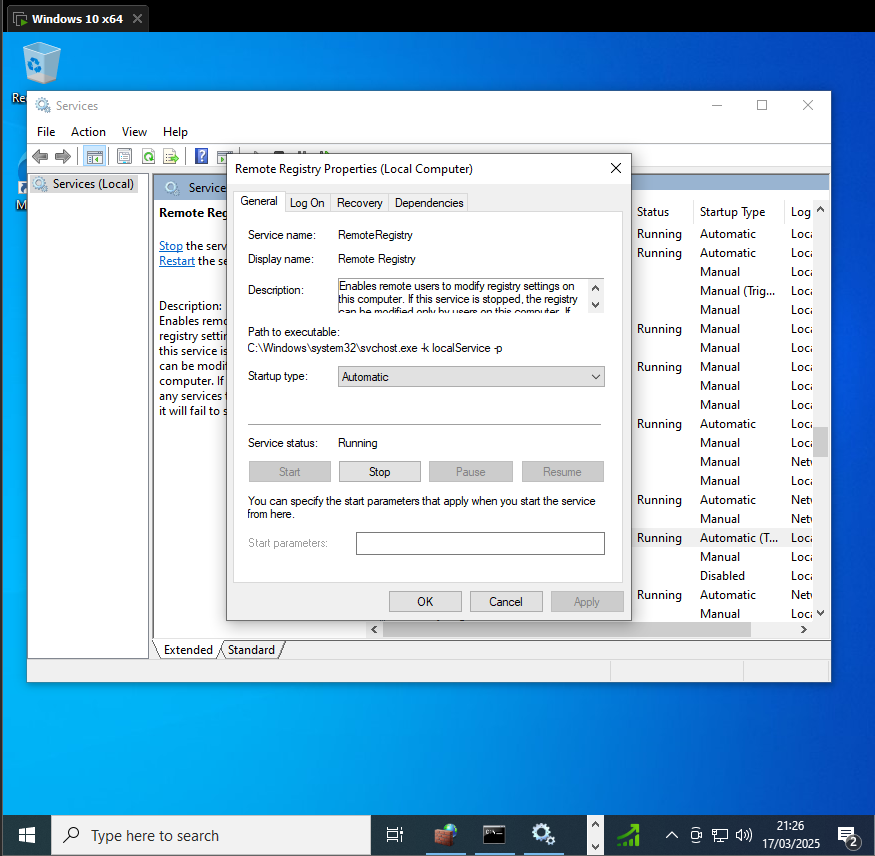 Windows 10 x64
Services
File Action View Help
Services (Local)
Remote Registry Properties (Local Computer)
General Log On Recovery Dependencies
Service name: RemoteRegistry
Display name: Remote Registry
Description: Enables remote users to modify registry settings on
this computer. If this service is stopped, the registry
can be modified only by users on this computer. If
Path to executable:
C:\Windows\system32\svchost.exe -k localService -p
Startup type: Automatic
Service status: Running
Start Stop Pause Resume
You can specify the start parameters that apply when you start the service
from here.
Start parameters:
OK Cancel Apply
Remote Reg
Stop the serv
Restart the se
Description:
Enables remo
registry settin
this service is
can be modif
computer. If
any services t
it will fail to s
Status Startup Type Log
Running Automatic Loca
Running Automatic Loca
Manual Loca
Manual (Trig... Loca
Manual Loca
Running Manual Loca
Manual Loca
Running Manual Loca
Manual Loca
Manual Loca
Running Automatic Loca
Manual Loca
Manual Netw
Manual Loca
Running Automatic Netw
Manual Netw
Running Automatic (T... Loca
Manual Loca
Disabled Loca
Running Automatic Netw
Manual Loca
Extended Standard
Type here to search
21:26
17/03/2025
2